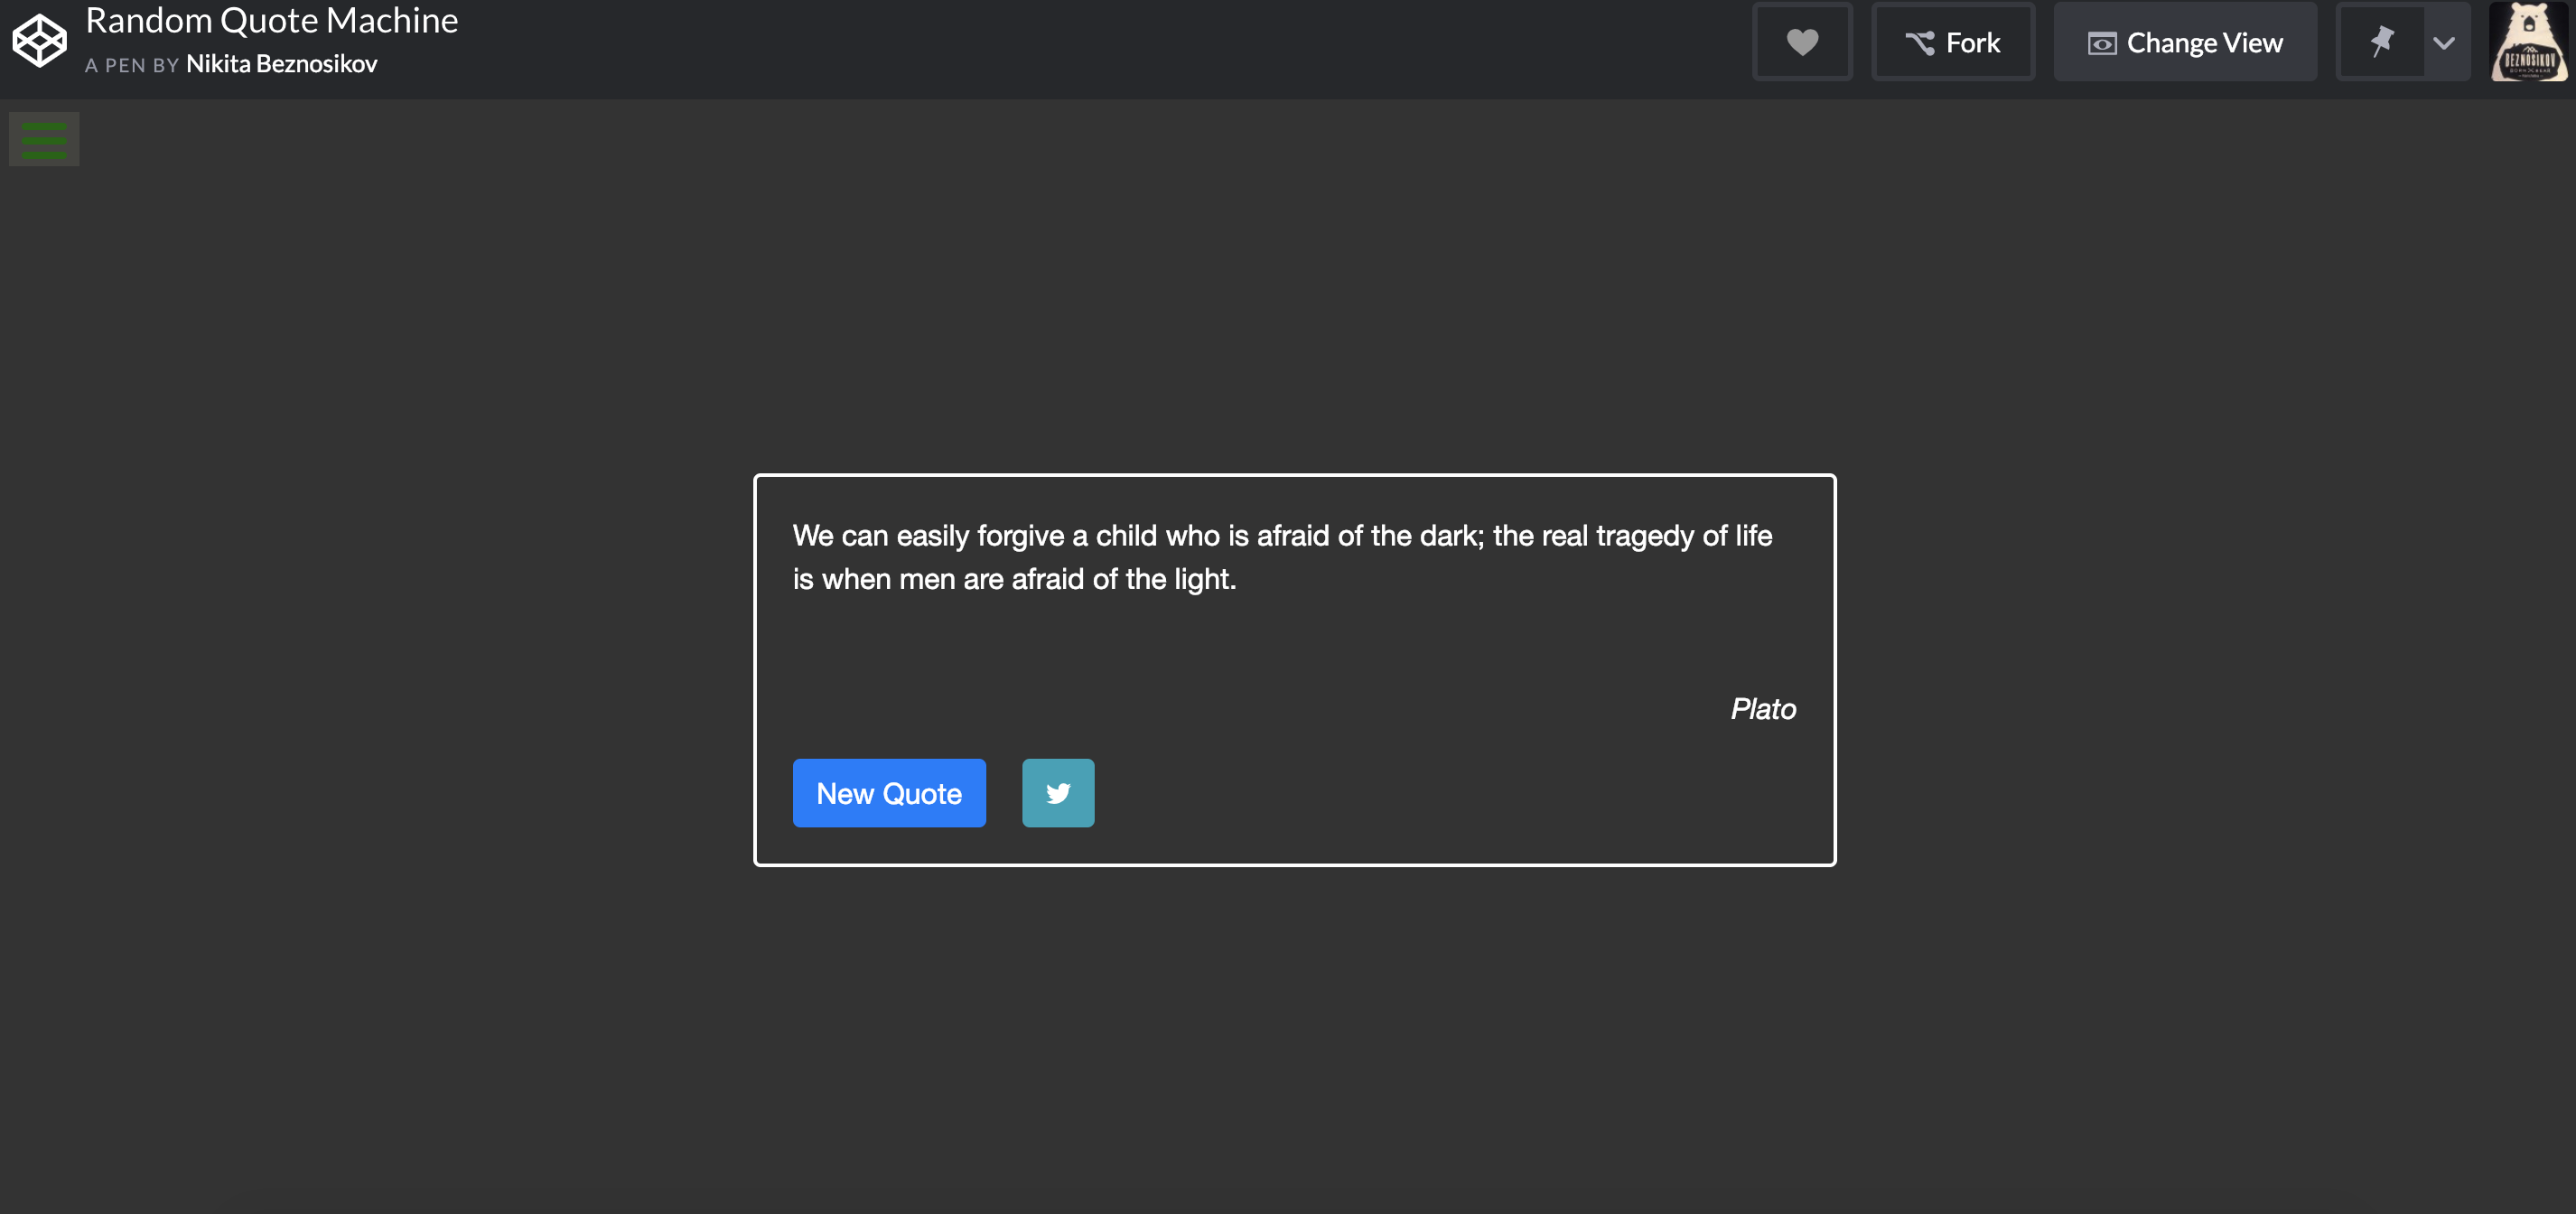 Random Quote Machine
A PEN BY Nikita Beznosikov
Fork
Change View
BEZNOSIKOV
We can easily forgive a child who is afraid of the dark; the real tragedy of life
is when men are afraid of the light.
Plato
New Quote